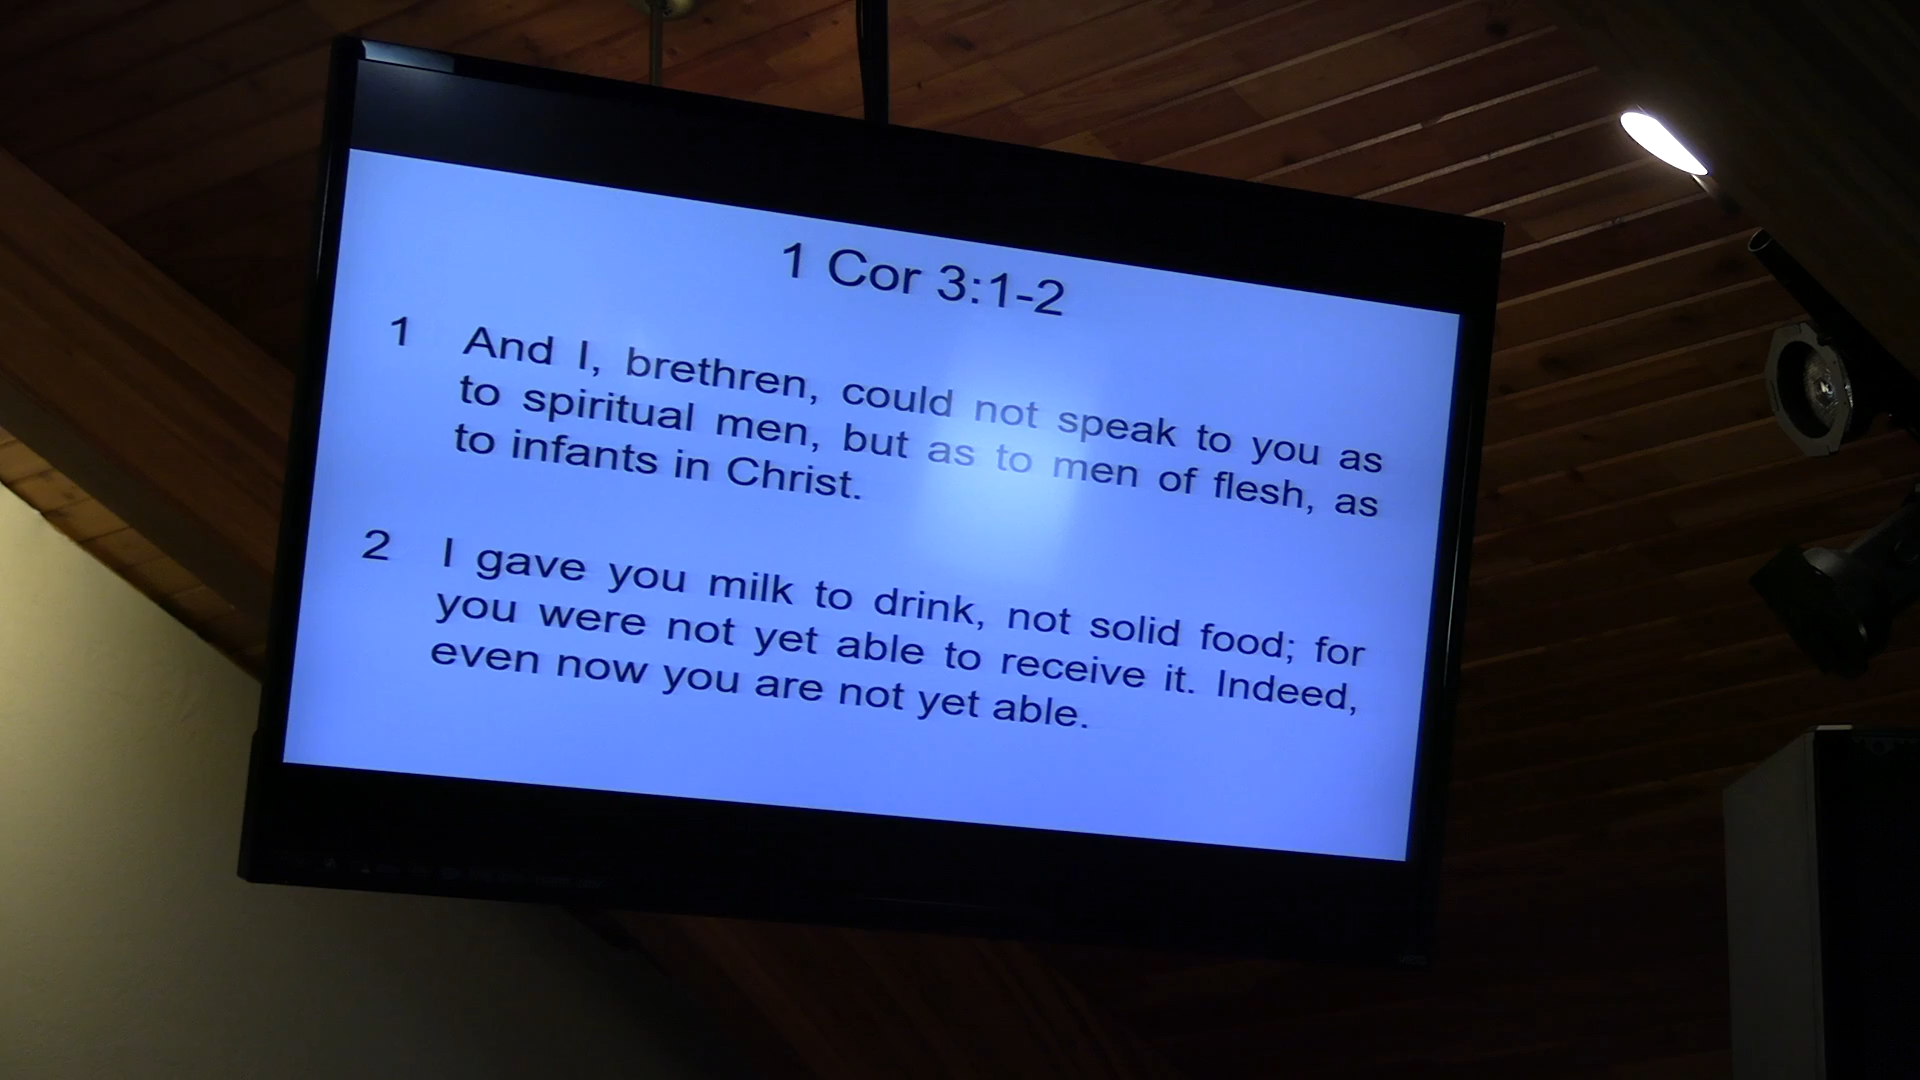 1 Cor 3:1-2
1 And I, brethren, could not speak to you as
to spiritual men, but as to men of flesh, as
to infants in Christ.
2 I gave you milk to drink, not solid food; for
you were not yet able to receive it. Indeed,
even now you are not yet able.